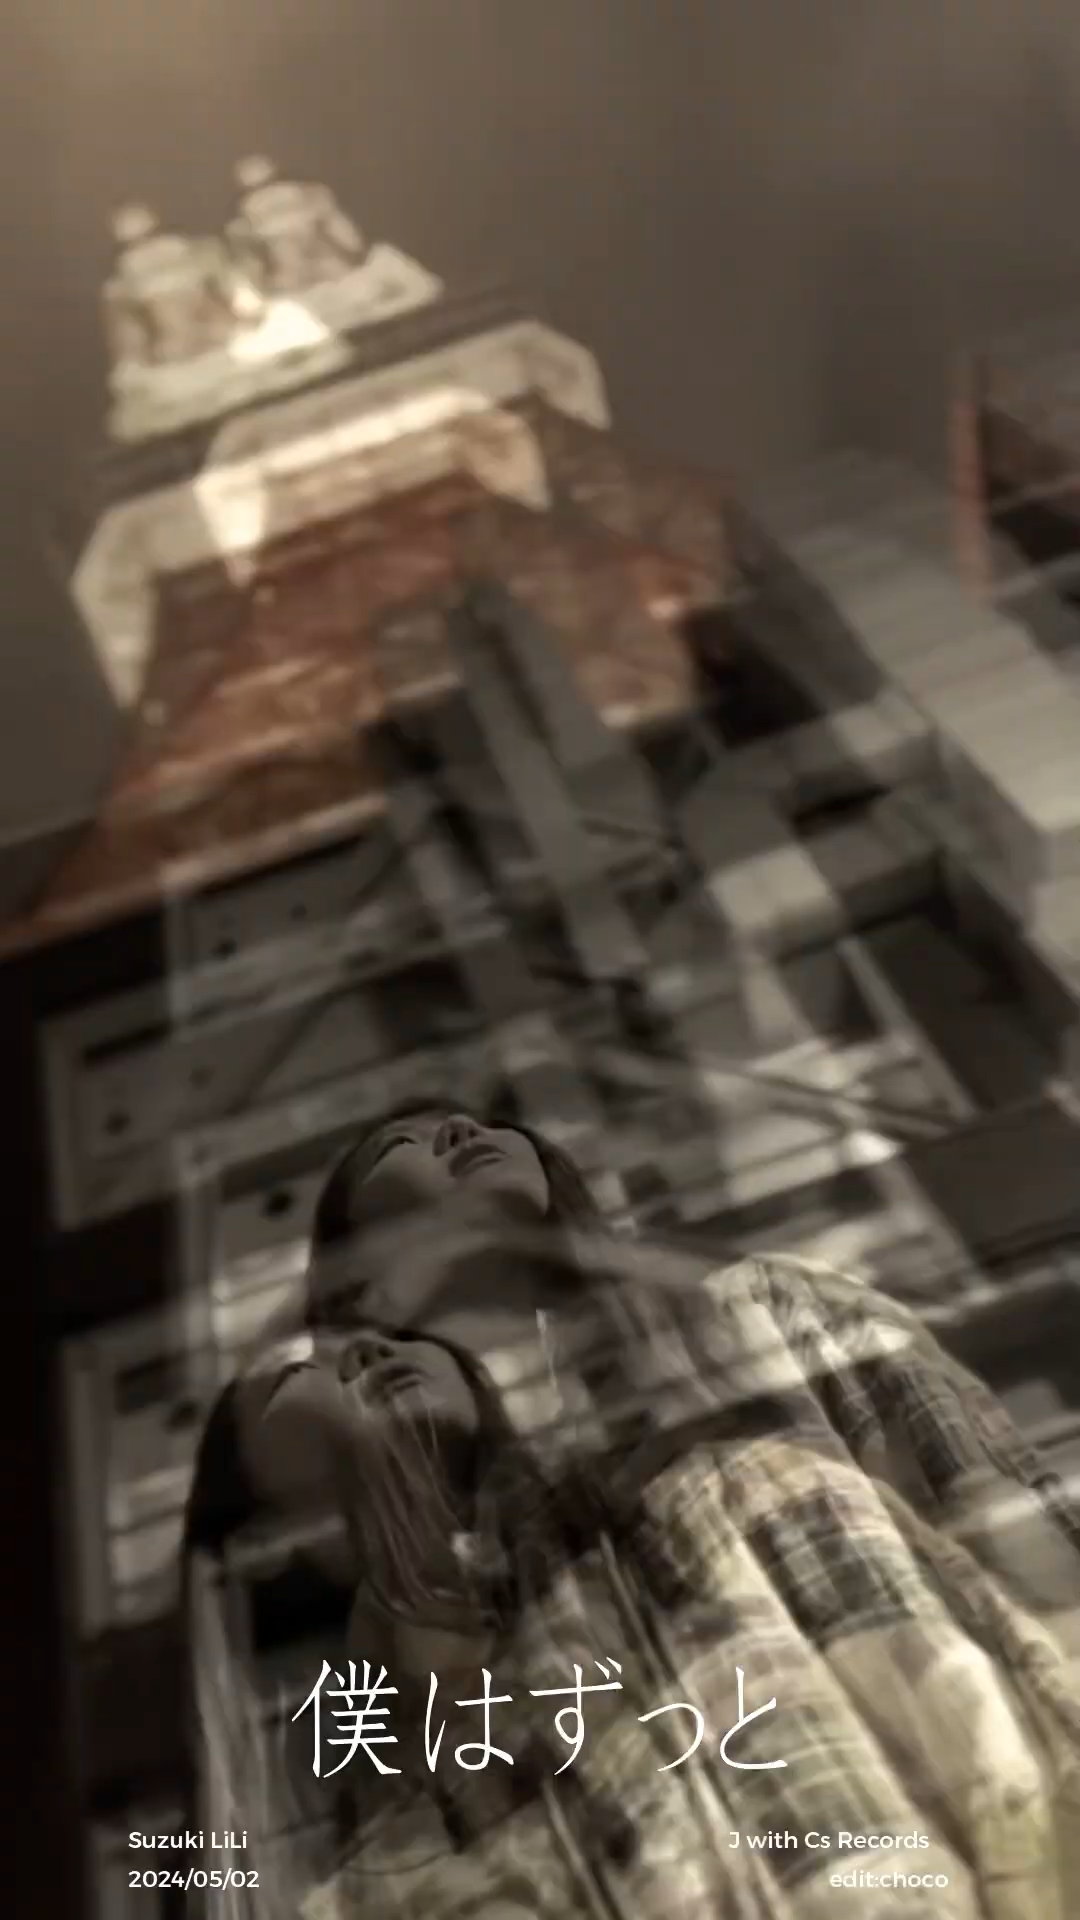 僕はずっと
Suzuki LiLi
J with Cs Records
2024/05/02
edit:choco